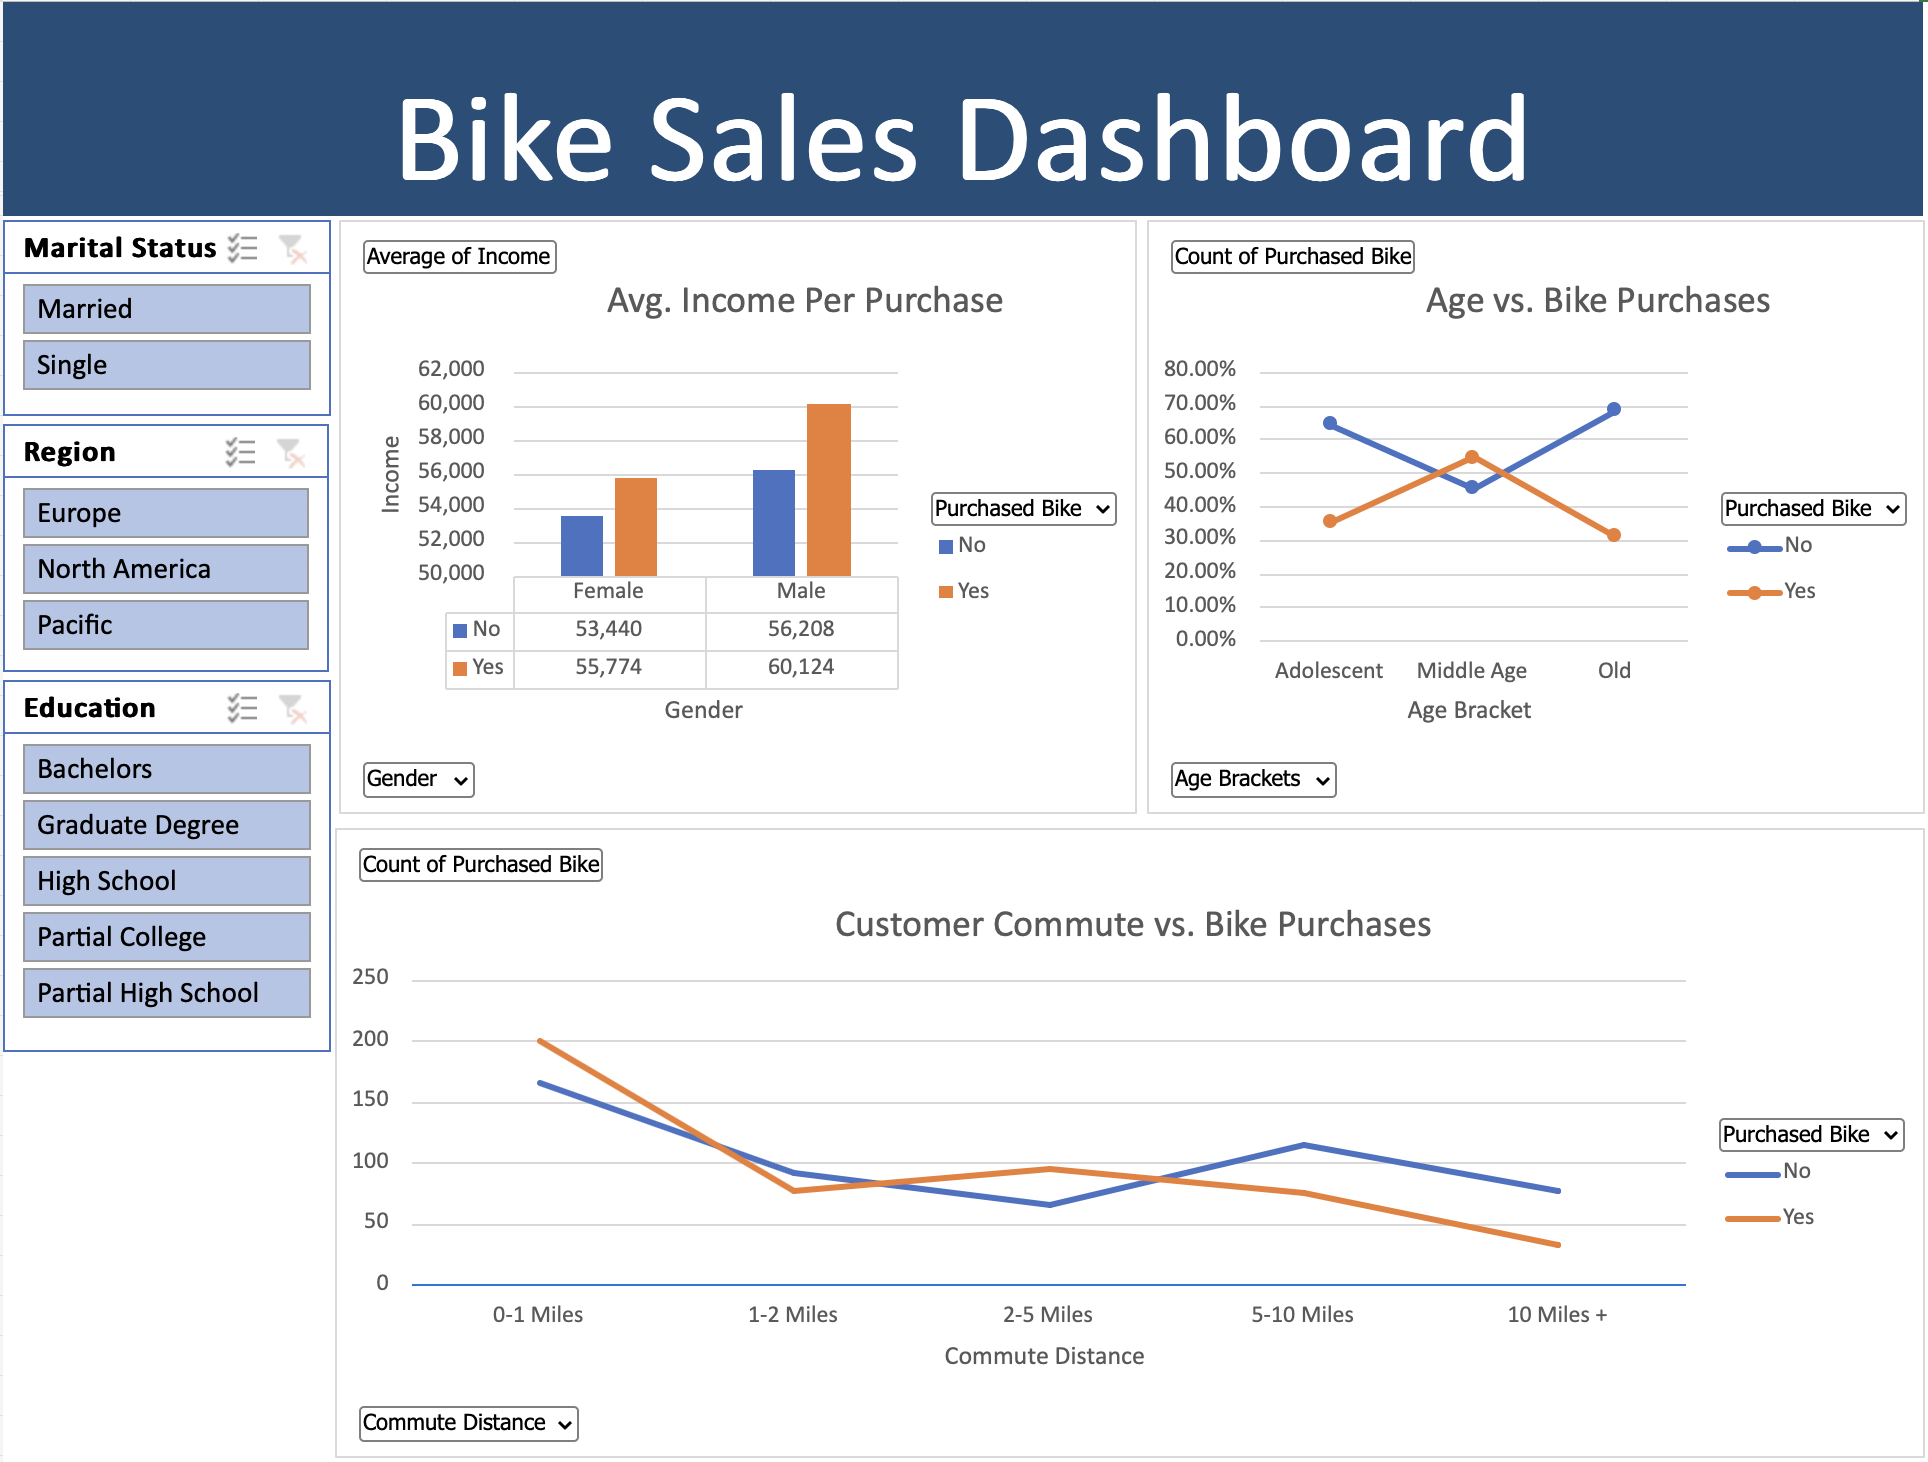 Bike Sales Dashboard
Marital Status
Married
Single
Region
Europe
North America
Pacific
Education
Bachelors
Graduate Degree
High School
Partial College
Partial High School
Average of Income
Avg. Income Per Purchase
62,000
60,000
58,000
56,000
54,000
52,000
50,000
Income
Female Male
No 53,440 56,208
Yes 55,774 60,124
Gender
Purchased Bike
No
Yes
Gender
Count of Purchased Bike
Age vs. Bike Purchases
80.00%
70.00%
60.00%
50.00%
40.00%
30.00%
20.00%
10.00%
0.00%
Adolescent Middle Age Old
Age Bracket
Purchased Bike
No
Yes
Age Brackets
Count of Purchased Bike
Customer Commute vs. Bike Purchases
250
200
150
100
50
0
0-1 Miles 1-2 Miles 2-5 Miles 5-10 Miles 10 Miles +
Commute Distance
Purchased Bike
No
Yes
Commute Distance